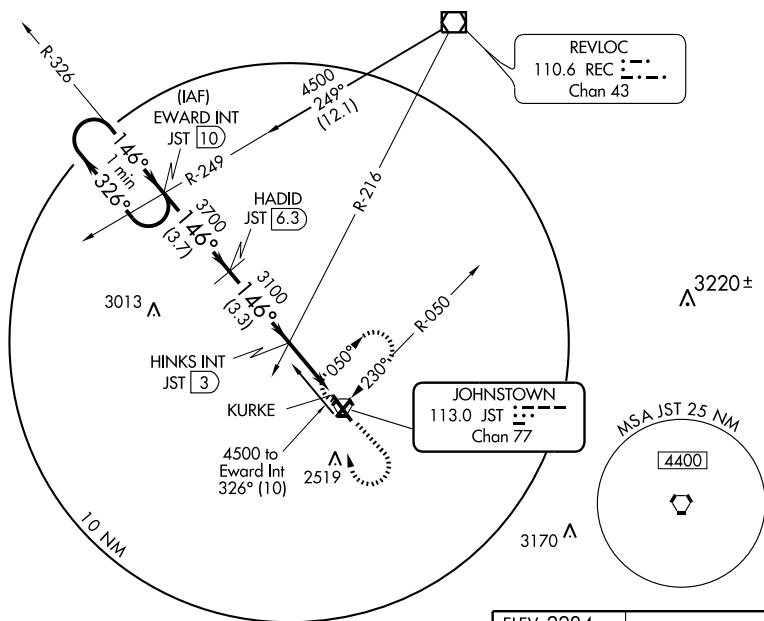 REVLOC
110.6 REC
Chan 43
R-326
(IAF)
EWARD INT
JST 10
4500
249°
(12.1)
146°
1 min
326°
R-249
R-216
HADID
JST 6.3
3700
146°
(3.7)
3100
146°
(3.3)
3013
3220±
R-050
HINKS INT
JST 3
050°
230°
KURKE
JOHNSTOWN
113.0 JST
Chan 77
4500 to
Eward Int
326° (10)
2519
MSA JST 25 NM
4400
10 NM
3170